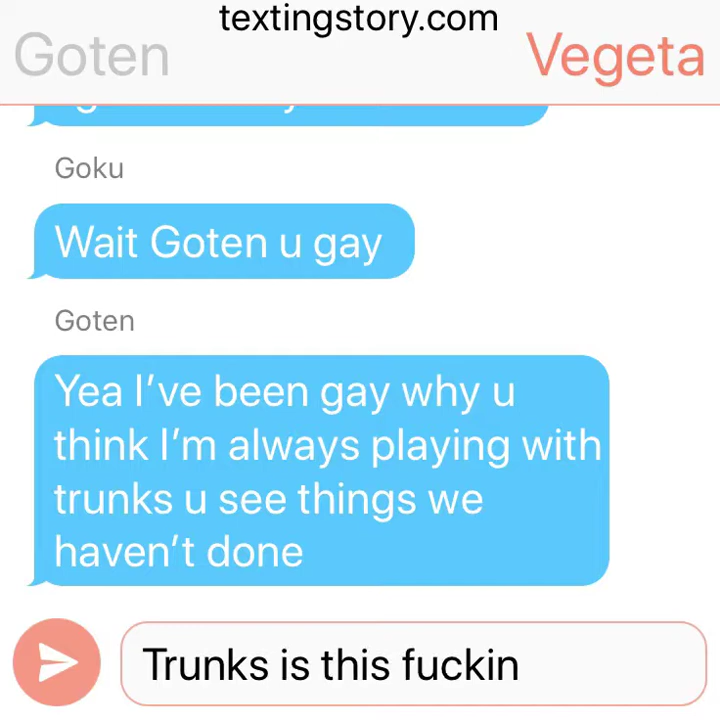 textingstory.com
Goten Vegeta
Goku
Wait Goten u gay
Goten
Yea I’ve been gay why u
think I’m always playing with
trunks u see things we
haven’t done
Trunks is this fuckin